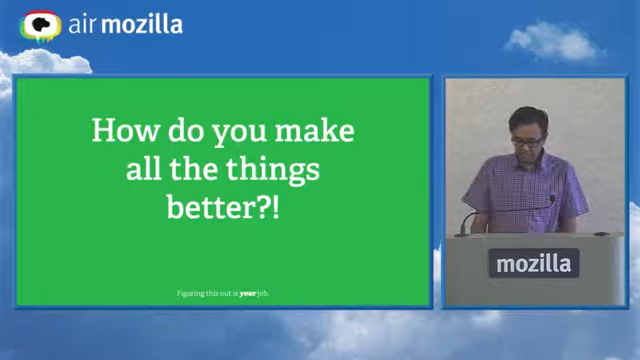 air mozilla
How do you make
all the things
better?!
Figuring this out is your job.
mozilla